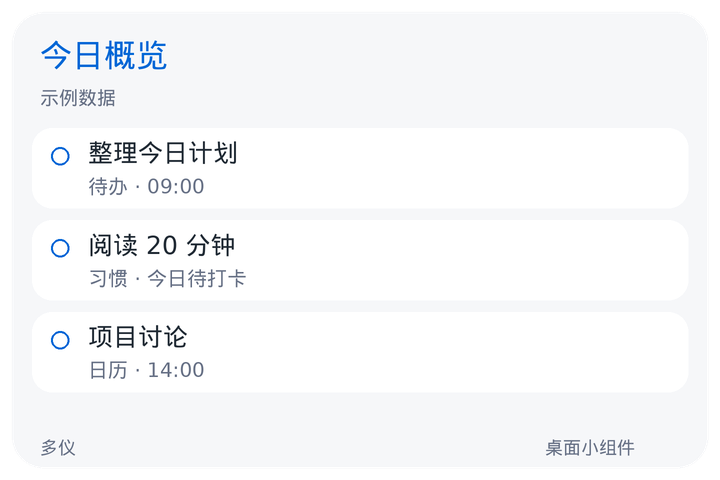 今日概览
示例数据
整理今日计划
待办 · 09:00
阅读 20 分钟
习惯 · 今日待打卡
项目讨论
日历 · 14:00
多仪
桌面小组件